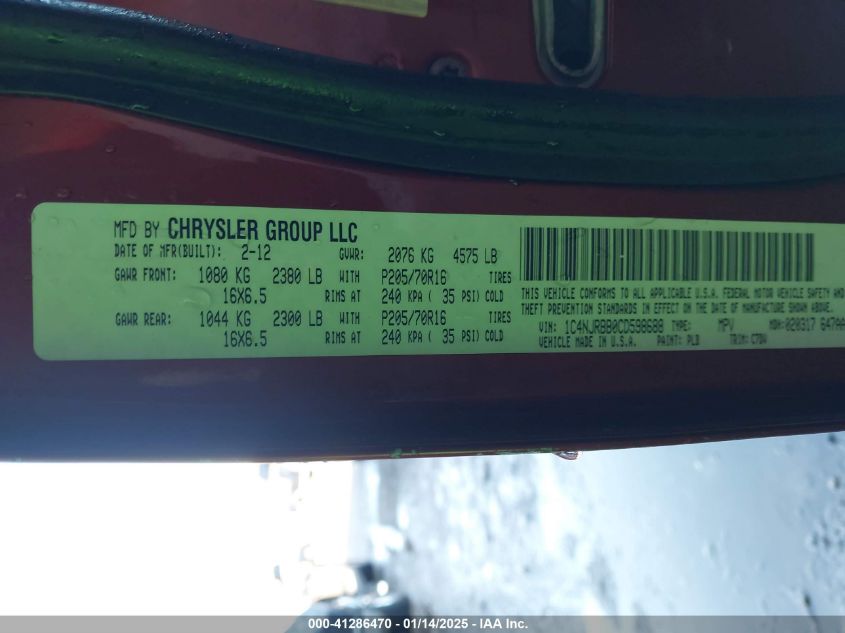 MFD BY CHRYSLER GROUP LLC
DATE OF MFR(BUILT): 2-12 GVWR: 2076 KG 4575 LB
GAWR FRONT: 1080 KG 2380 LB WITH P205/70R16 TIRES
16X6.5 RIMS AT 240 KPA ( 35 PSI) COLD
GAWR REAR: 1044 KG 2300 LB WITH P205/70R16 TIRES
16X6.5 RIMS AT 240 KPA ( 35 PSI) COLD
THIS VEHICLE CONFORMS TO ALL APPLICABLE U.S.A. FEDERAL MOTOR VEHICLE SAFETY AND
THEFT PREVENTION STANDARDS IN EFFECT ON THE DATE OF MANUFACTURE SHOWN ABOVE.
VIN: 1C4NJRBB0CD598688 TYPE: MPV MDH: 020317 647AA
VEHICLE MADE IN U.S.A. PAINT: TRIM:
000-41286470 - 01/14/2025 - IAA Inc.